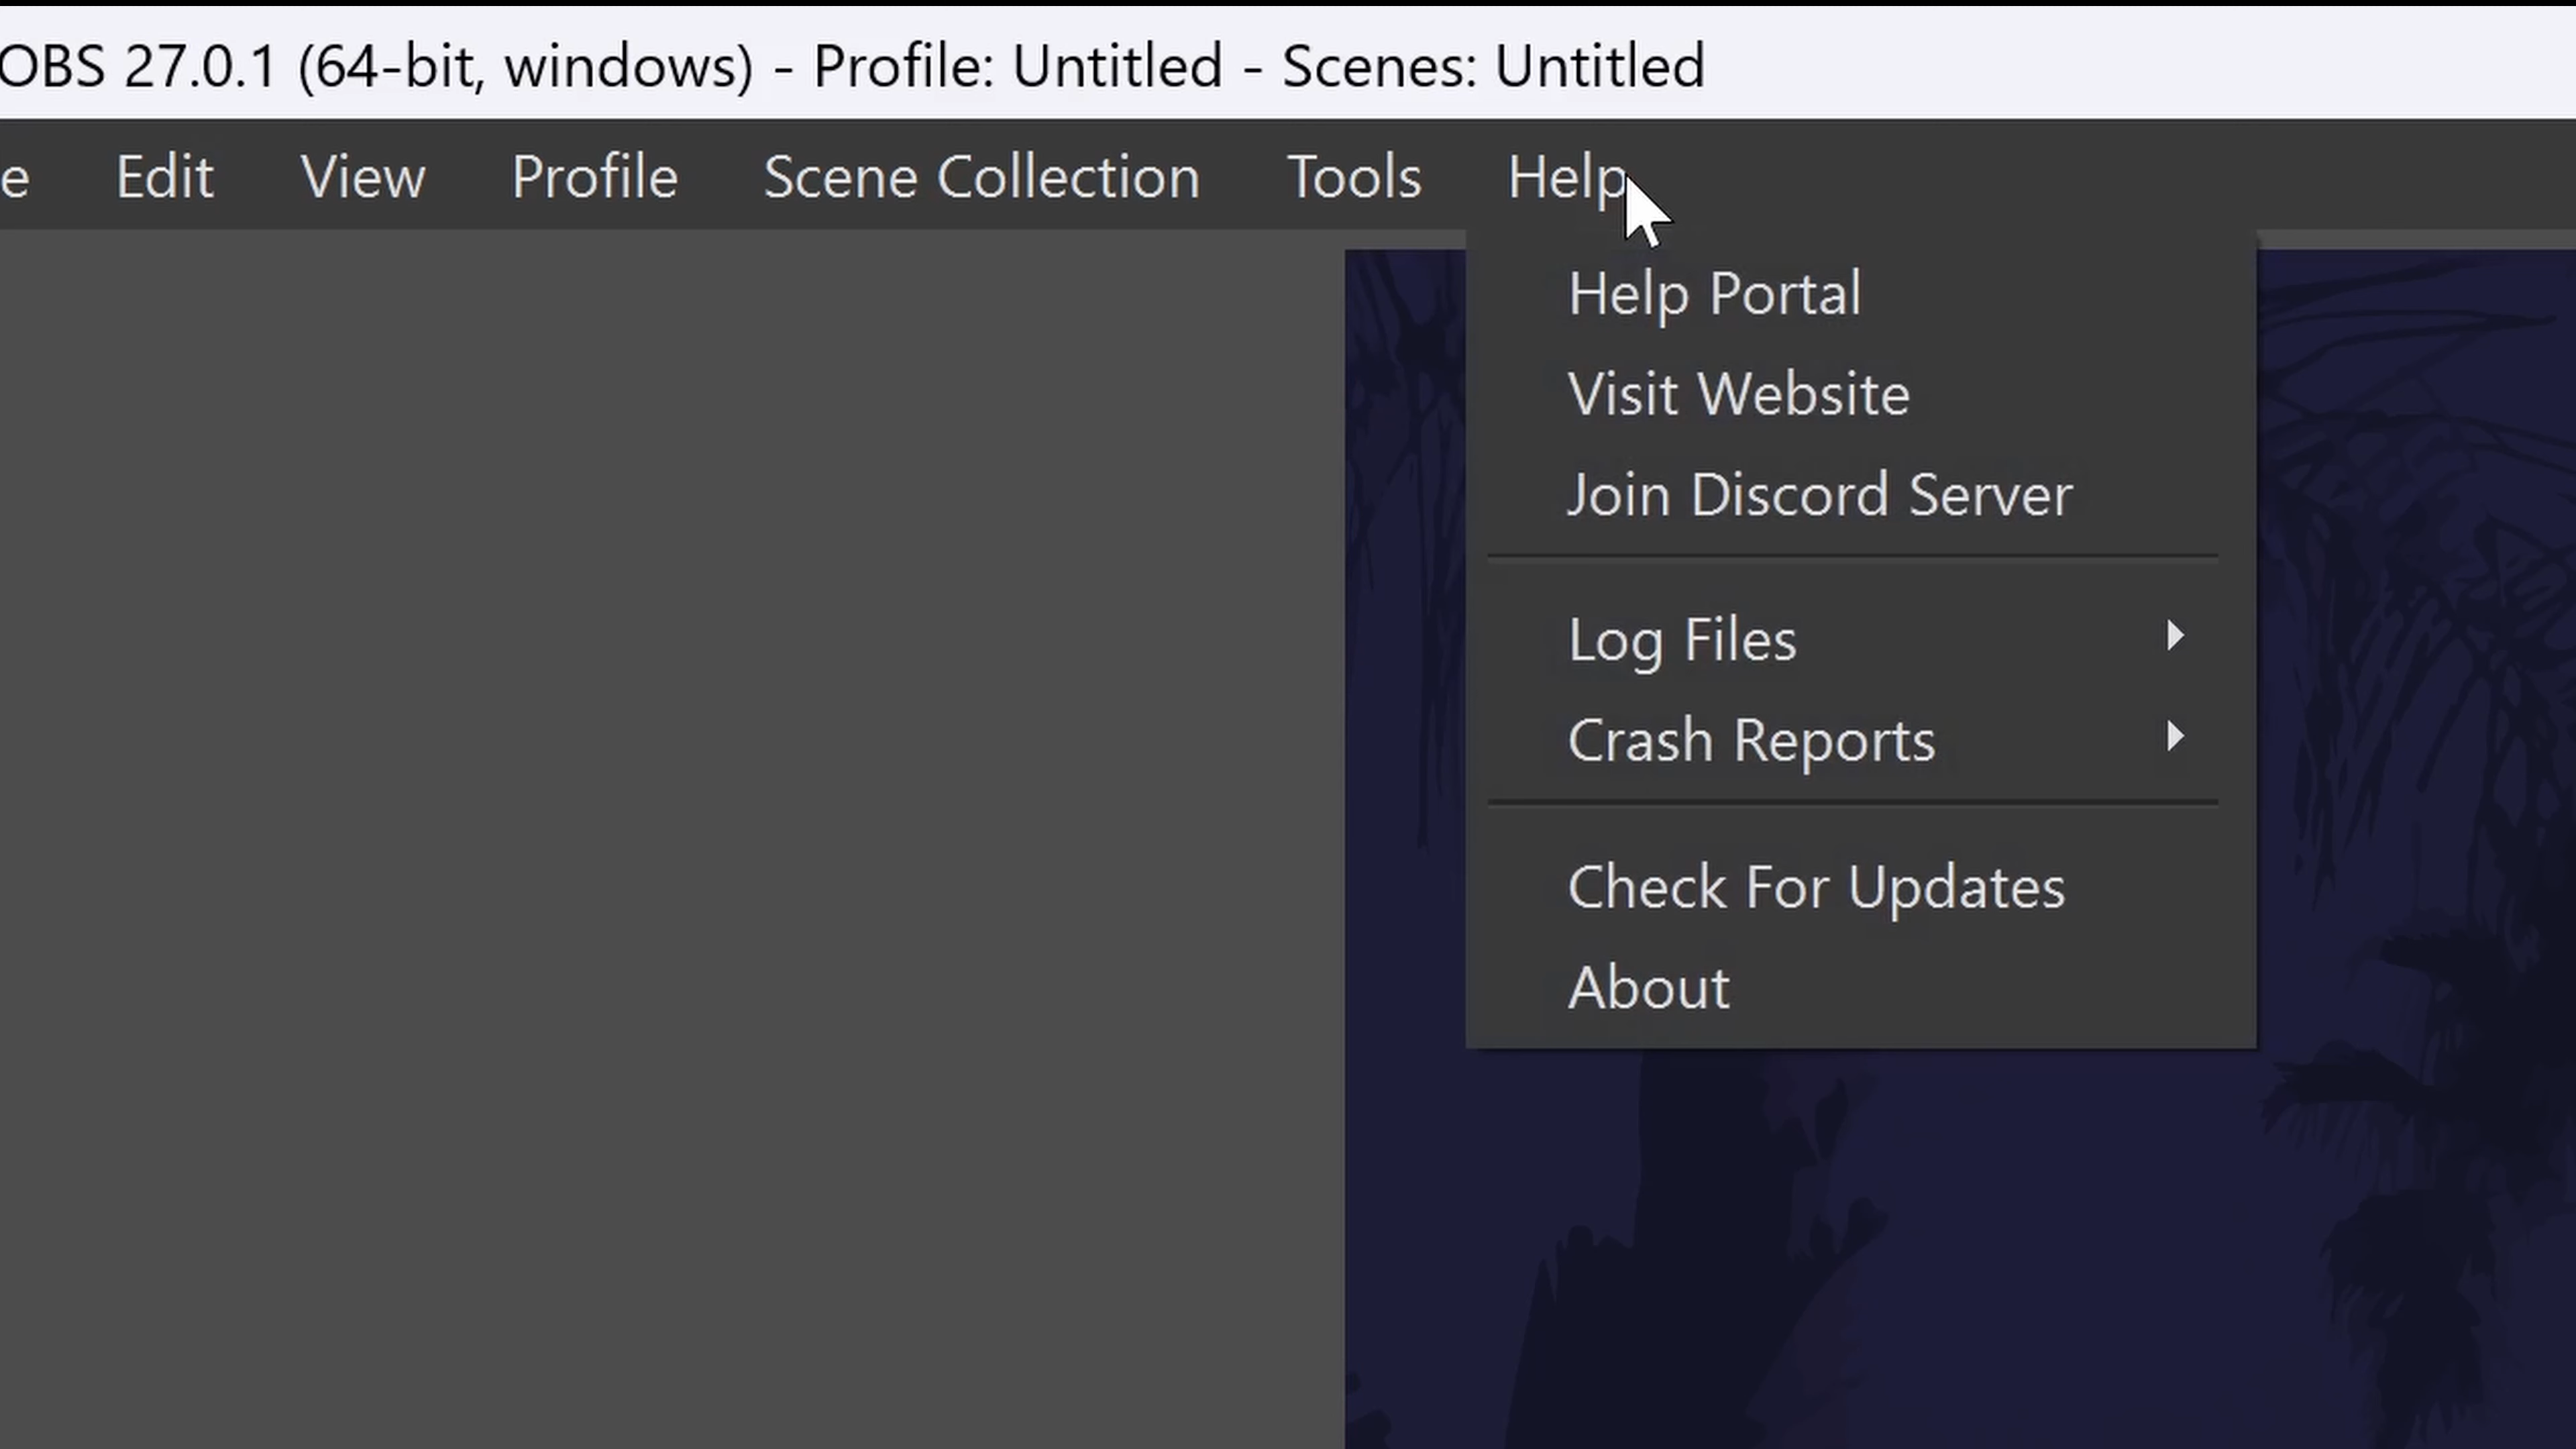 OBS 27.0.1 (64-bit, windows) - Profile: Untitled - Scenes: Untitled
e Edit View Profile Scene Collection Tools Help
Help Portal
Visit Website
Join Discord Server
Log Files
Crash Reports
Check For Updates
About